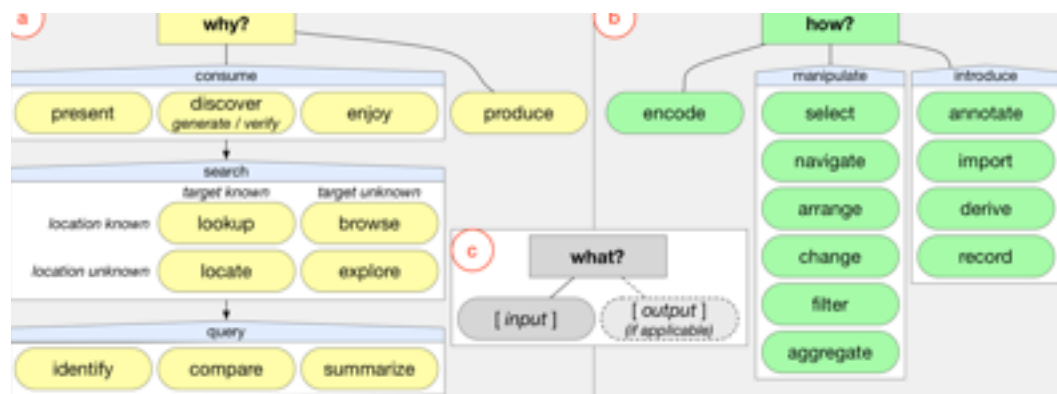 a
why?
consume
present
discover
generate / verify
enjoy
produce
search
target known
target unknown
location known
lookup
browse
location unknown
locate
explore
query
identify
compare
summarize
b
how?
encode
manipulate
select
navigate
arrange
change
filter
aggregate
introduce
annotate
import
derive
record
c
what?
[ input ]
[ output ]
(if applicable)